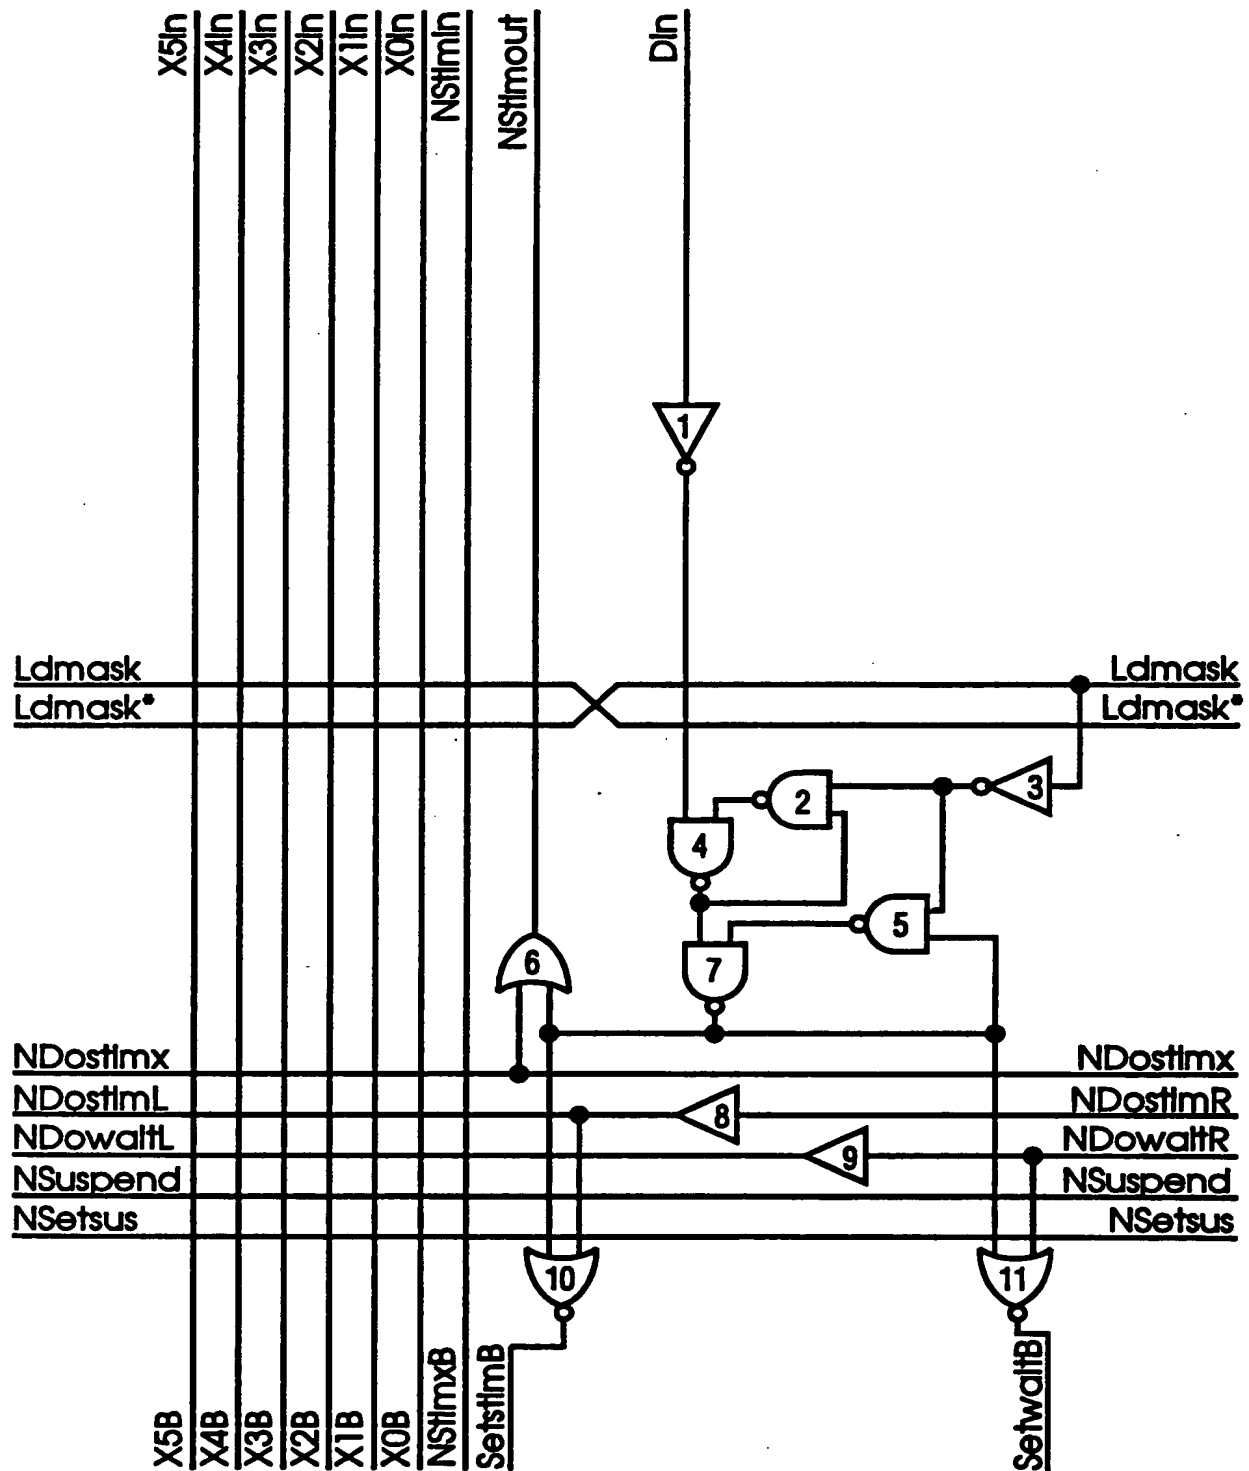 X5In
X4In
X3In
X2In
X1In
X0In
NStImIn
NStImout
DIn
1
Ldmask
Ldmask*
Ldmask
Ldmask*
3
2
4
5
6
7
NDostImx
NDostImx
NDostImL
8
NDostImR
NDowaItL
9
NDowaItR
NSuspend
NSuspend
NSetsus
NSetsus
10
11
X5B
X4B
X3B
X2B
X1B
X0B
NStImxB
SetstImB
SetwaItB